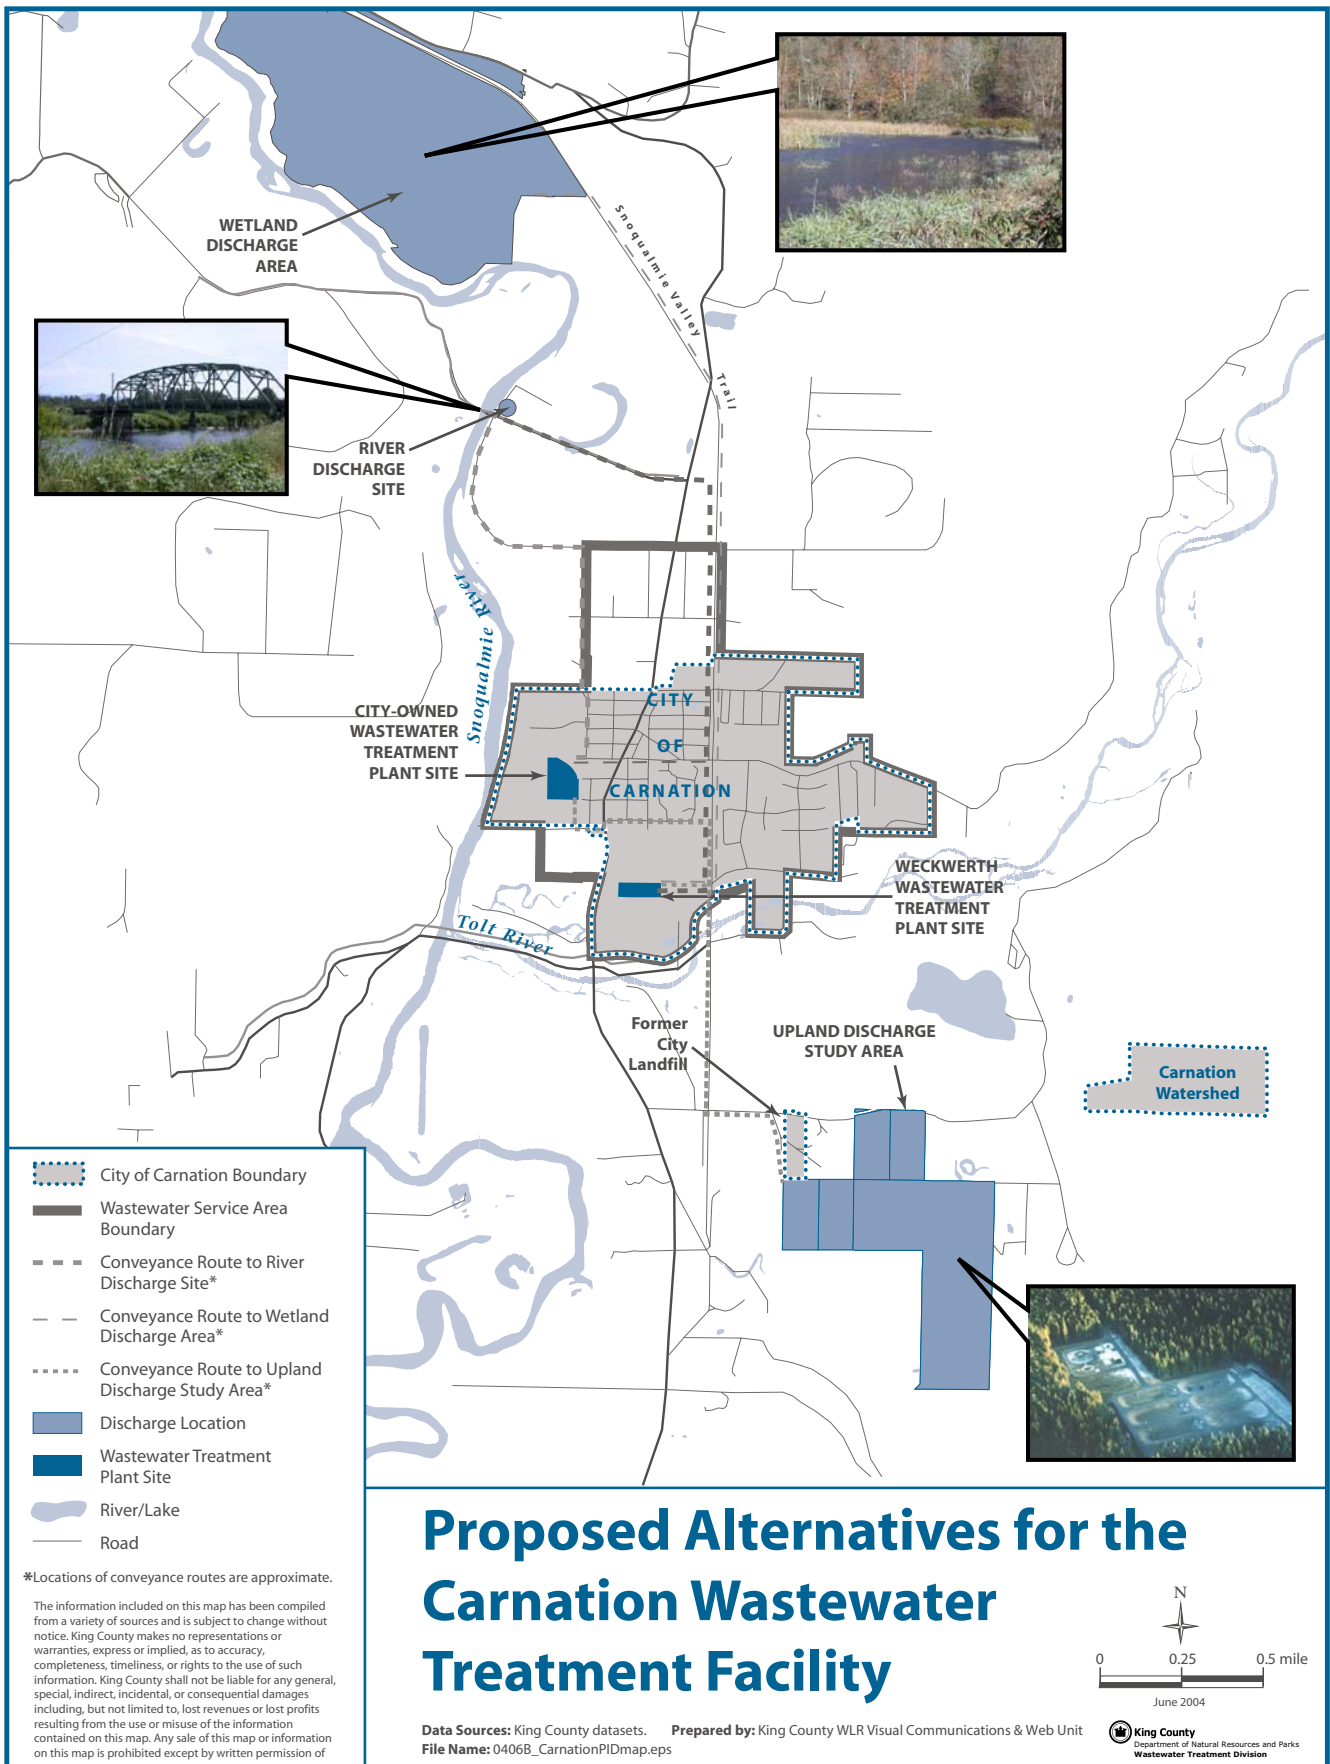 WETLAND
DISCHARGE
AREA
Snoqualmie Valley
Trail
RIVER
DISCHARGE
SITE
Snoqualmie River
CITY-OWNED
WASTEWATER
TREATMENT
PLANT SITE
CITY
OF
CARNATION
WECKWERTH
WASTEWATER
TREATMENT
PLANT SITE
Tolt River
Former
City
Landfill
UPLAND DISCHARGE
STUDY AREA
Carnation
Watershed
City of Carnation Boundary
Wastewater Service Area
Boundary
Conveyance Route to River
Discharge Site*
Conveyance Route to Wetland
Discharge Area*
Conveyance Route to Upland
Discharge Study Area*
Discharge Location
Wastewater Treatment
Plant Site
River/Lake
Road
*Locations of conveyance routes are approximate.
The information included on this map has been compiled
from a variety of sources and is subject to change without
notice. King County makes no representations or
warranties, express or implied, as to accuracy,
completeness, timeliness, or rights to the use of such
information. King County shall not be liable for any general,
special, indirect, incidental, or consequential damages
including, but not limited to, lost revenues or lost profits
resulting from the use or misuse of the information
contained on this map. Any sale of this map or information
on this map is prohibited except by written permission of
Proposed Alternatives for the
Carnation Wastewater
Treatment Facility
Data Sources: King County datasets. Prepared by: King County WLR Visual Communications & Web Unit
File Name: 0406B_CarnationPIDmap.eps
N
0 0.25 0.5 mile
June 2004
King County
Department of Natural Resources and Parks
Wastewater Treatment Division